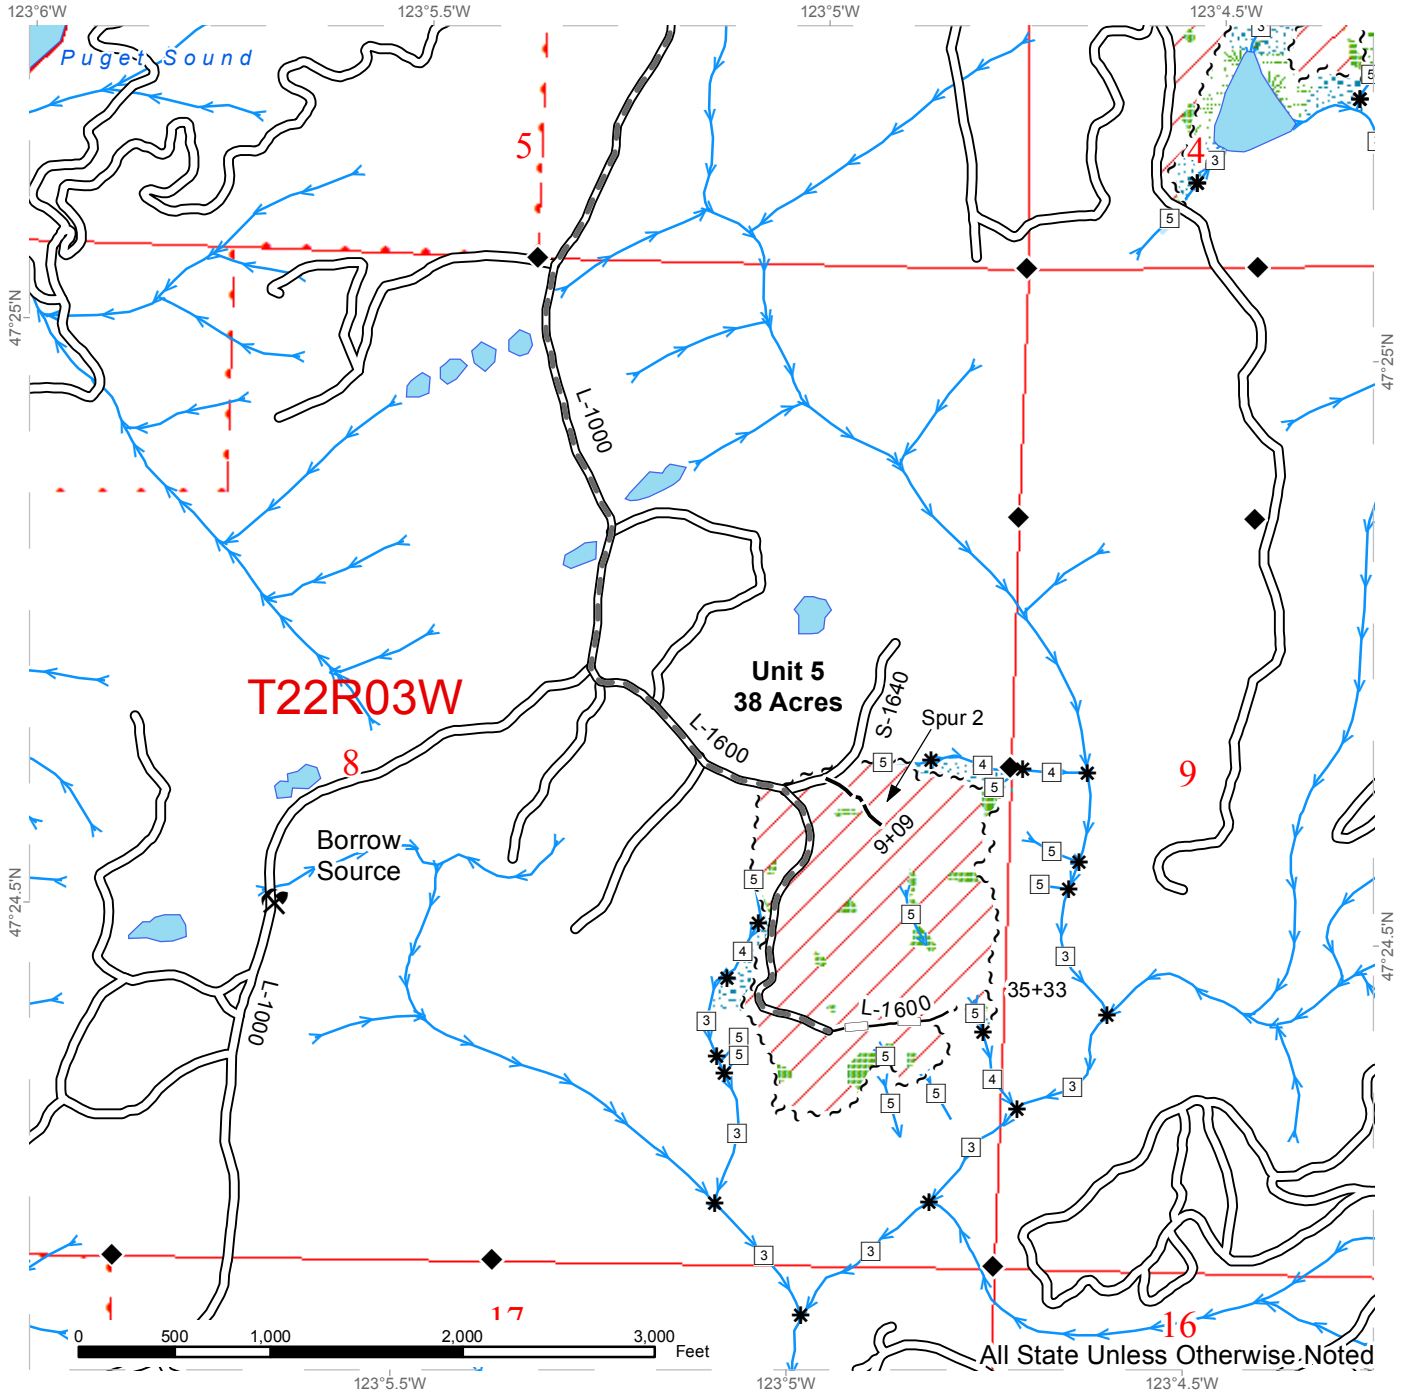 123°6'W 123°5.5'W 123°5'W 123°4.5'W
Puget Sound
3
5
5
4
3
5
47°25'N
47°25'N
L-1000
Unit 5
38 Acres
T22R03W
S-1640
Spur 2
L-1600
8
5
4
4
9
5
Borrow
Source
9+09
5
5
5
47°24.5'N
5
47°24.5'N
4
3
L-1000
35+33
L-1600
3
5
5
5
5
4
3
5
5
3
3
3
3
17
16
0 500 1,000 2,000 3,000
Feet
All State Unless Otherwise Noted
123°5.5'W 123°5'W 123°4.5'W